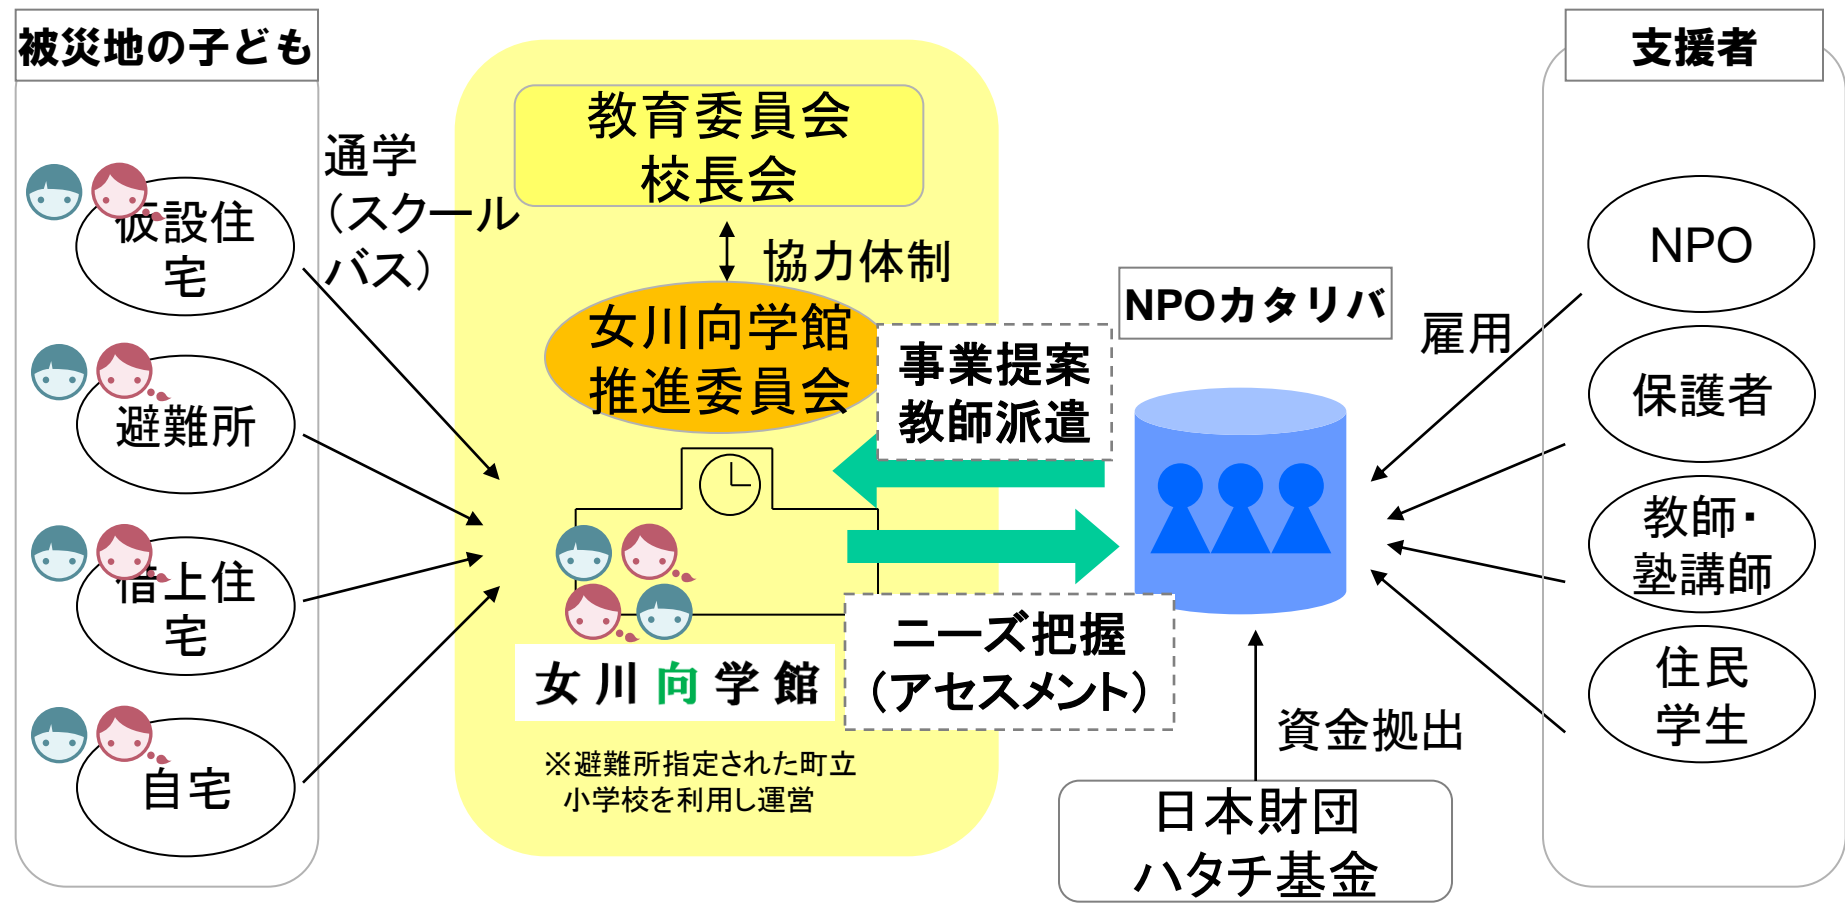 被災地の子ども
仮設住
宅
避難所
借上住
宅
自宅
通学
（スクール
バス）
教育委員会
校長会
協力体制
女川向学館
推進委員会
事業提案
教師派遣
ニーズ把握
（アセスメント）
女川向学館
※避難所指定された町立
小学校を利用し運営
NPOカタリバ
雇用
資金拠出
日本財団
ハタチ基金
支援者
NPO
保護者
教師・
塾講師
住民
学生